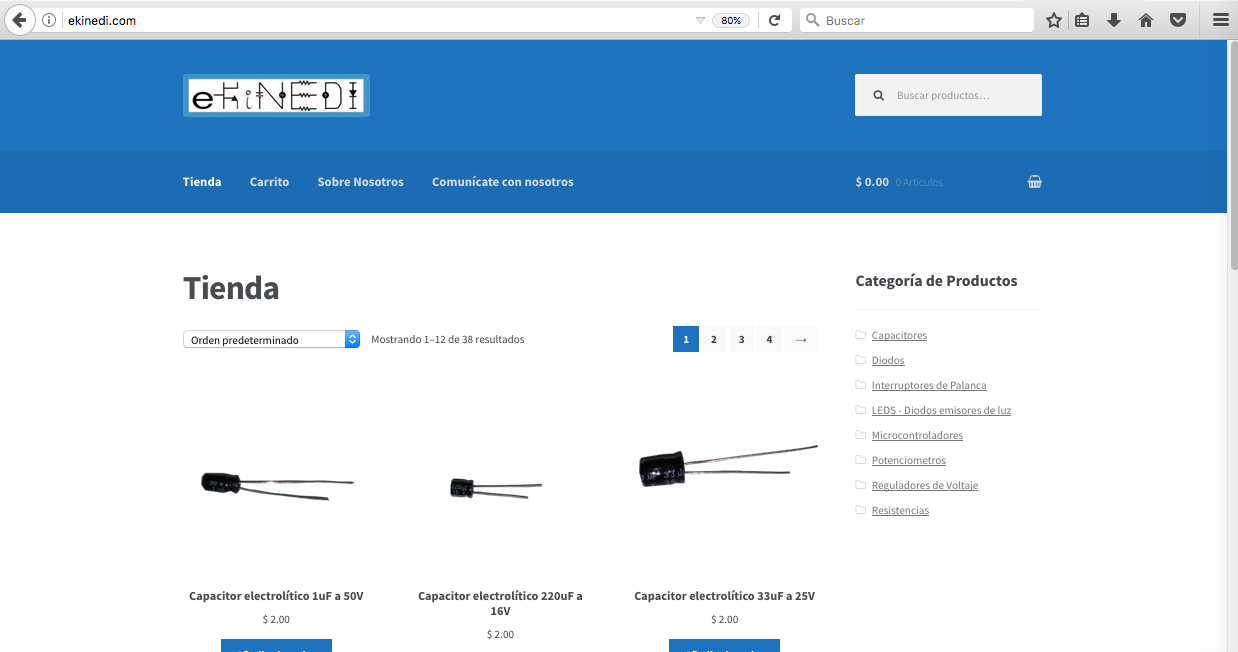 ekinedi.com
80%
Buscar
eKiNEDI
Buscar productos…
Tienda Carrito Sobre Nosotros Comunícate con nosotros
$ 0.00 0 Artículos
Tienda
Orden predeterminado
Mostrando 1–12 de 38 resultados
1 2 3 4 →
Capacitor electrolítico 1uF a 50V
$ 2.00
Capacitor electrolítico 220uF a
16V
$ 2.00
Capacitor electrolítico 33uF a 25V
$ 2.00
Categoría de Productos
Capacitores
Diodos
Interruptores de Palanca
LEDS - Diodos emisores de luz
Microcontroladores
Potenciometros
Reguladores de Voltaje
Resistencias